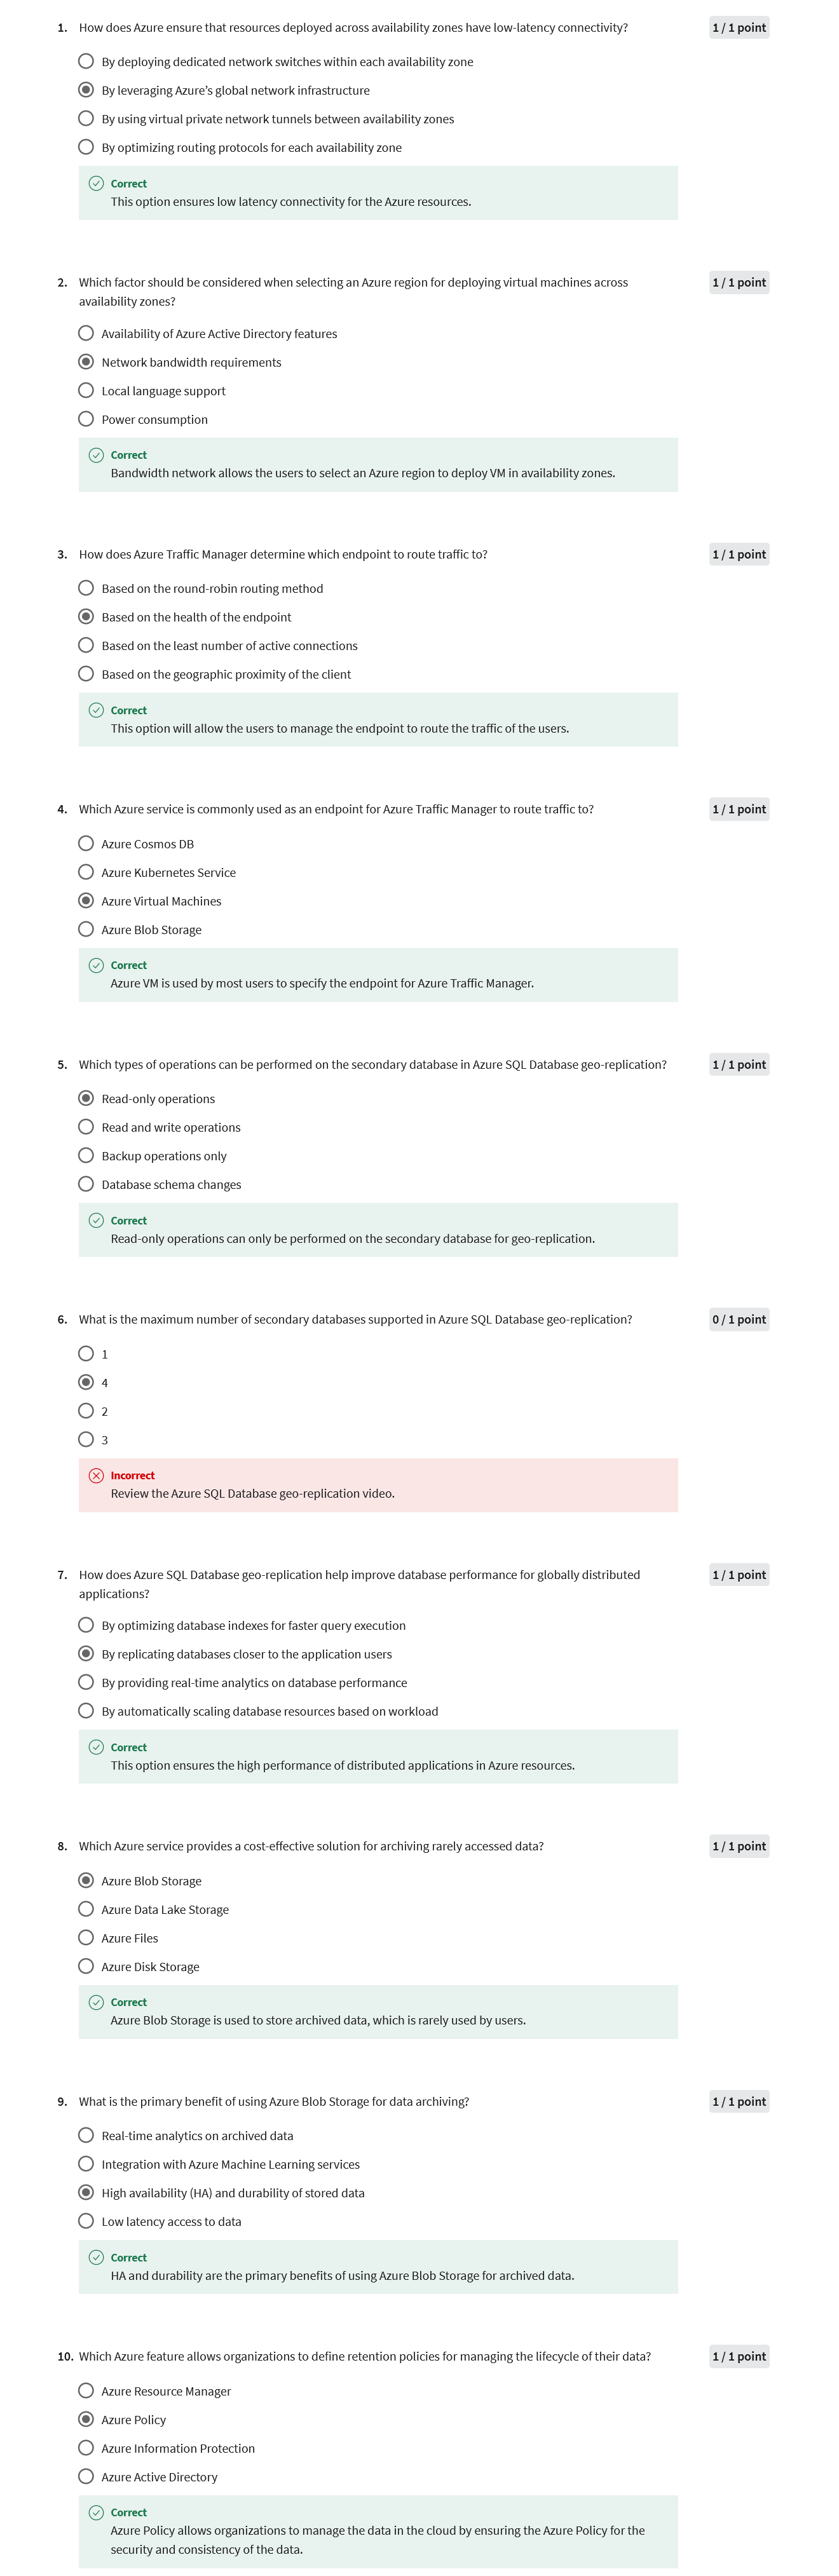 1. How does Azure ensure that resources deployed across availability zones have low-latency connectivity? 1 / 1 point
By deploying dedicated network switches within each availability zone
By leveraging Azure’s global network infrastructure
By using virtual private network tunnels between availability zones
By optimizing routing protocols for each availability zone
Correct
This option ensures low latency connectivity for the Azure resources.
2. Which factor should be considered when selecting an Azure region for deploying virtual machines across 1 / 1 point
availability zones?
Availability of Azure Active Directory features
Network bandwidth requirements
Local language support
Power consumption
Correct
Bandwidth network allows the users to select an Azure region to deploy VM in availability zones.
3. How does Azure Traffic Manager determine which endpoint to route traffic to? 1 / 1 point
Based on the round-robin routing method
Based on the health of the endpoint
Based on the least number of active connections
Based on the geographic proximity of the client
Correct
This option will allow the users to manage the endpoint to route the traffic of the users.
4. Which Azure service is commonly used as an endpoint for Azure Traffic Manager to route traffic to? 1 / 1 point
Azure Cosmos DB
Azure Kubernetes Service
Azure Virtual Machines
Azure Blob Storage
Correct
Azure VM is used by most users to specify the endpoint for Azure Traffic Manager.
5. Which types of operations can be performed on the secondary database in Azure SQL Database geo-replication? 1 / 1 point
Read-only operations
Read and write operations
Backup operations only
Database schema changes
Correct
Read-only operations can only be performed on the secondary database for geo-replication.
6. What is the maximum number of secondary databases supported in Azure SQL Database geo-replication? 0 / 1 point
1
4
2
3
Incorrect
Review the Azure SQL Database geo-replication video.
7. How does Azure SQL Database geo-replication help improve database performance for globally distributed 1 / 1 point
applications?
By optimizing database indexes for faster query execution
By replicating databases closer to the application users
By providing real-time analytics on database performance
By automatically scaling database resources based on workload
Correct
This option ensures the high performance of distributed applications in Azure resources.
8. Which Azure service provides a cost-effective solution for archiving rarely accessed data? 1 / 1 point
Azure Blob Storage
Azure Data Lake Storage
Azure Files
Azure Disk Storage
Correct
Azure Blob Storage is used to store archived data, which is rarely used by users.
9. What is the primary benefit of using Azure Blob Storage for data archiving? 1 / 1 point
Real-time analytics on archived data
Integration with Azure Machine Learning services
High availability (HA) and durability of stored data
Low latency access to data
Correct
HA and durability are the primary benefits of using Azure Blob Storage for archived data.
10. Which Azure feature allows organizations to define retention policies for managing the lifecycle of their data? 1 / 1 point
Azure Resource Manager
Azure Policy
Azure Information Protection
Azure Active Directory
Correct
Azure Policy allows organizations to manage the data in the cloud by ensuring the Azure Policy for the
security and consistency of the data.